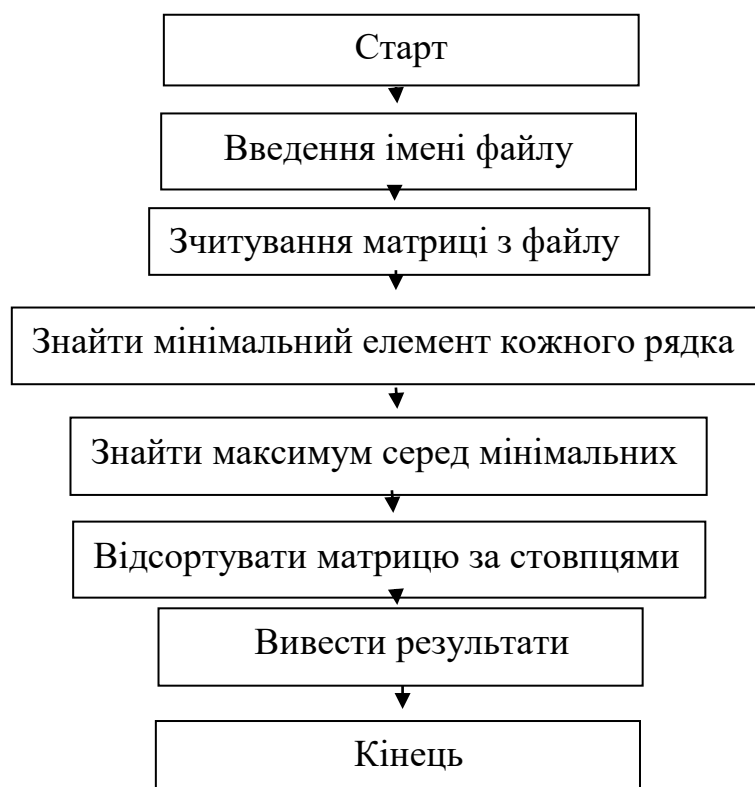 Старт
Введення імені файлу
Зчитування матриці з файлу
Знайти мінімальний елемент кожного рядка
Знайти максимум серед мінімальних
Відсортувати матрицю за стовпцями
Вивести результати
Кінець